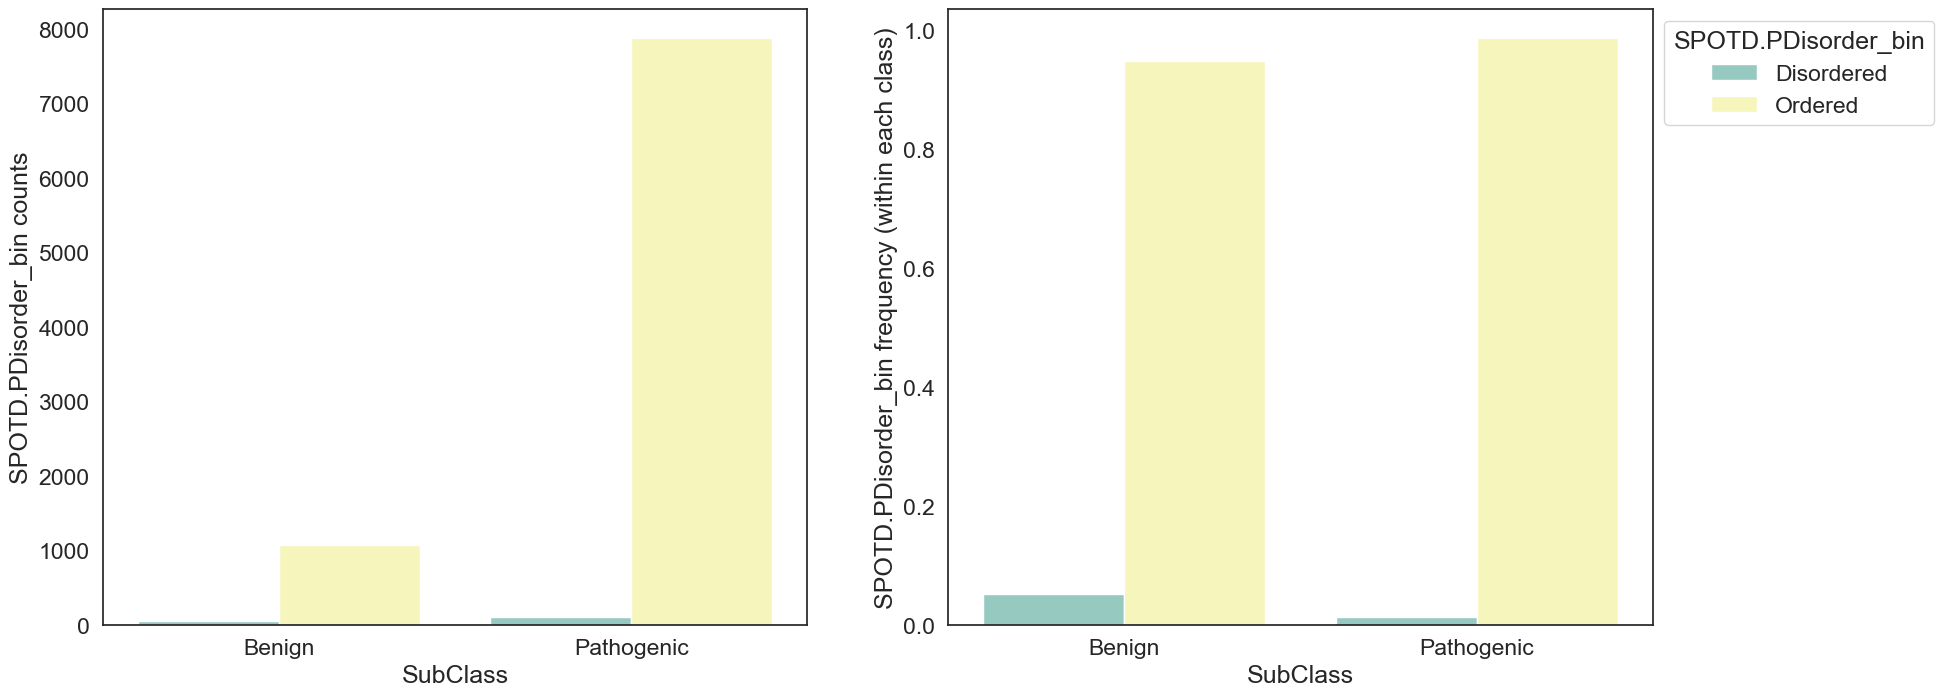 SPOTD.PDisorder_bin counts
8000
7000
6000
5000
4000
3000
2000
1000
0
Benign
Pathogenic
SubClass
SPOTD.PDisorder_bin frequency (within each class)
1.0
0.8
0.6
0.4
0.2
0.0
Benign
Pathogenic
SubClass
SPOTD.PDisorder_bin
Disordered
Ordered